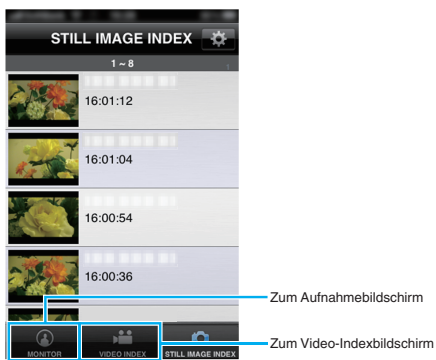 STILL IMAGE INDEX
1 ~ 8
16:01:12
16:01:04
16:00:54
16:00:36
Zum Aufnahmebildschirm
MONITOR
VIDEO INDEX
STILL IMAGE INDEX
Zum Video-Indexbildschirm